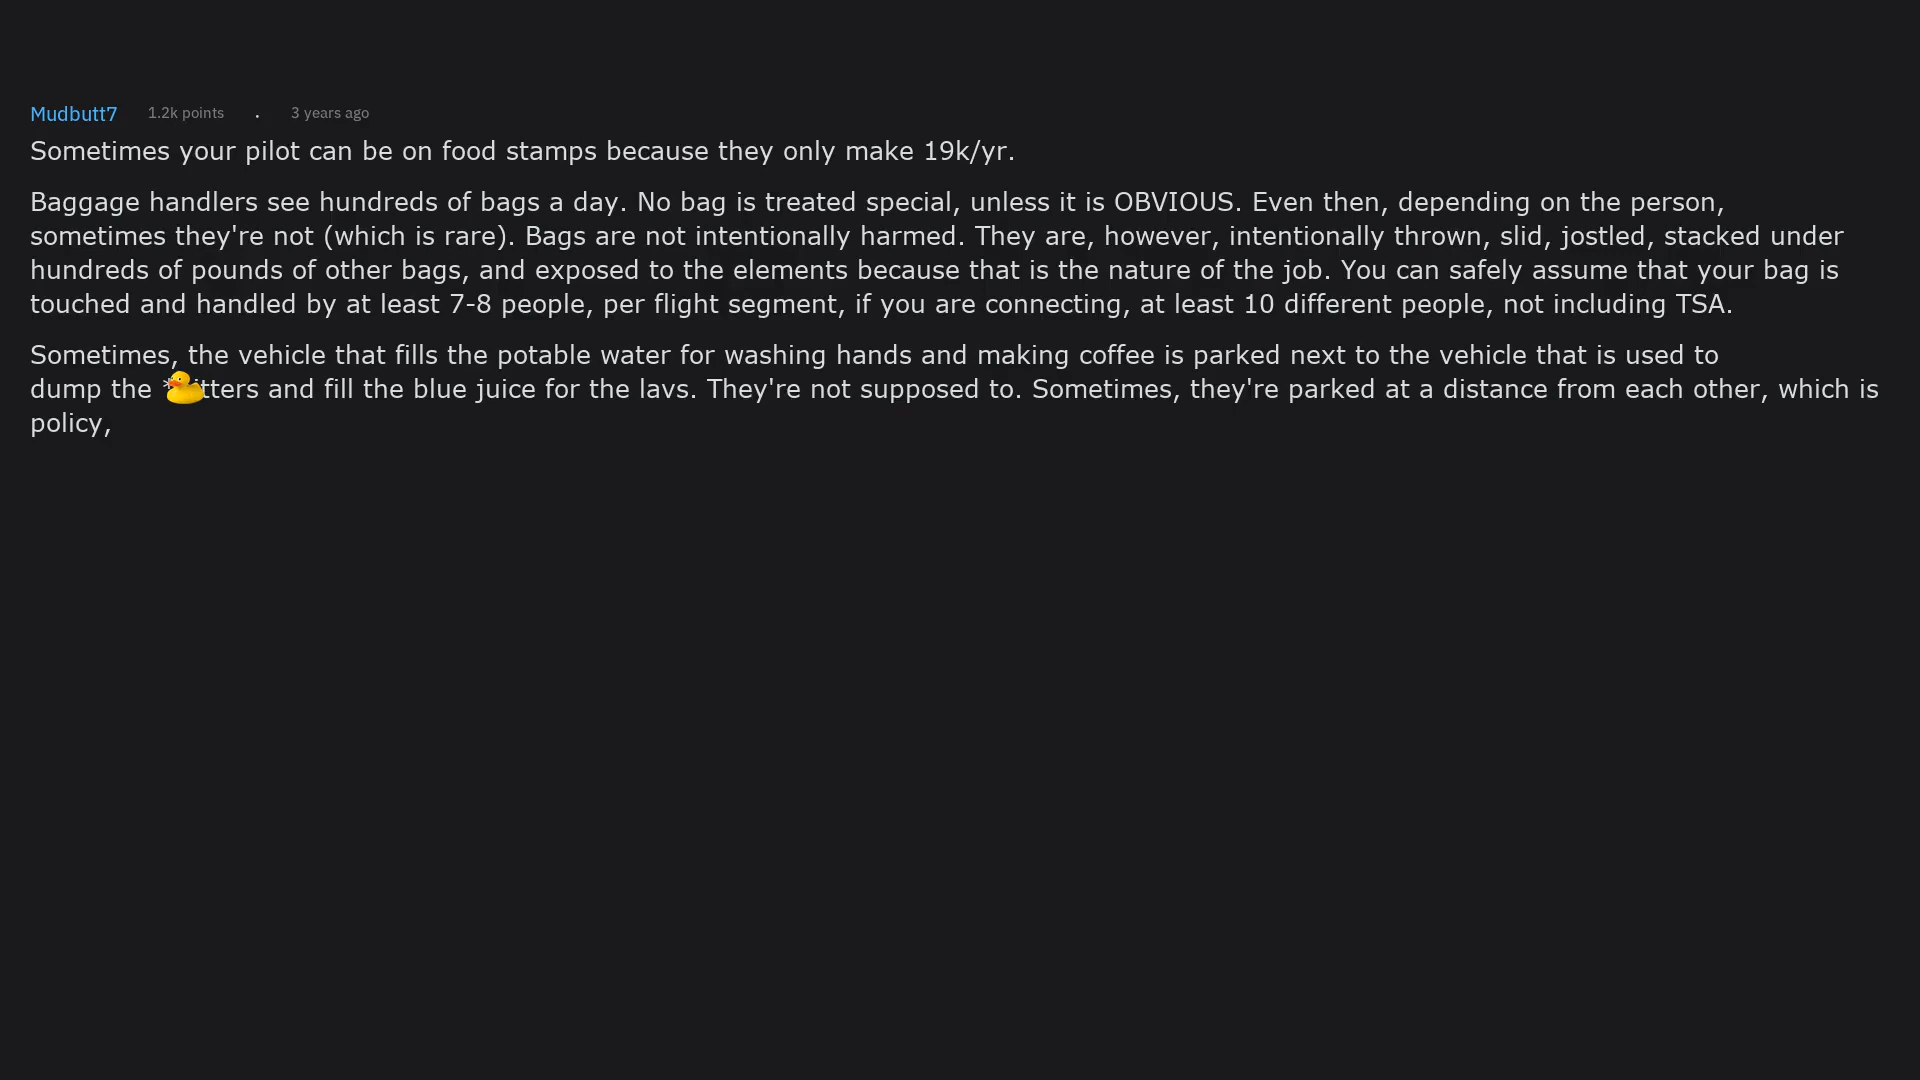 Mudbutt7 1.2k points . 3 years ago
Sometimes your pilot can be on food stamps because they only make 19k/yr.
Baggage handlers see hundreds of bags a day. No bag is treated special, unless it is OBVIOUS. Even then, depending on the person,
sometimes they're not (which is rare). Bags are not intentionally harmed. They are, however, intentionally thrown, slid, jostled, stacked under
hundreds of pounds of other bags, and exposed to the elements because that is the nature of the job. You can safely assume that your bag is
touched and handled by at least 7-8 people, per flight segment, if you are connecting, at least 10 different people, not including TSA.
Sometimes, the vehicle that fills the potable water for washing hands and making coffee is parked next to the vehicle that is used to
dump the and fill the blue juice for the lavs. They're not supposed to. Sometimes, they're parked at a distance from each other, which is
policy,